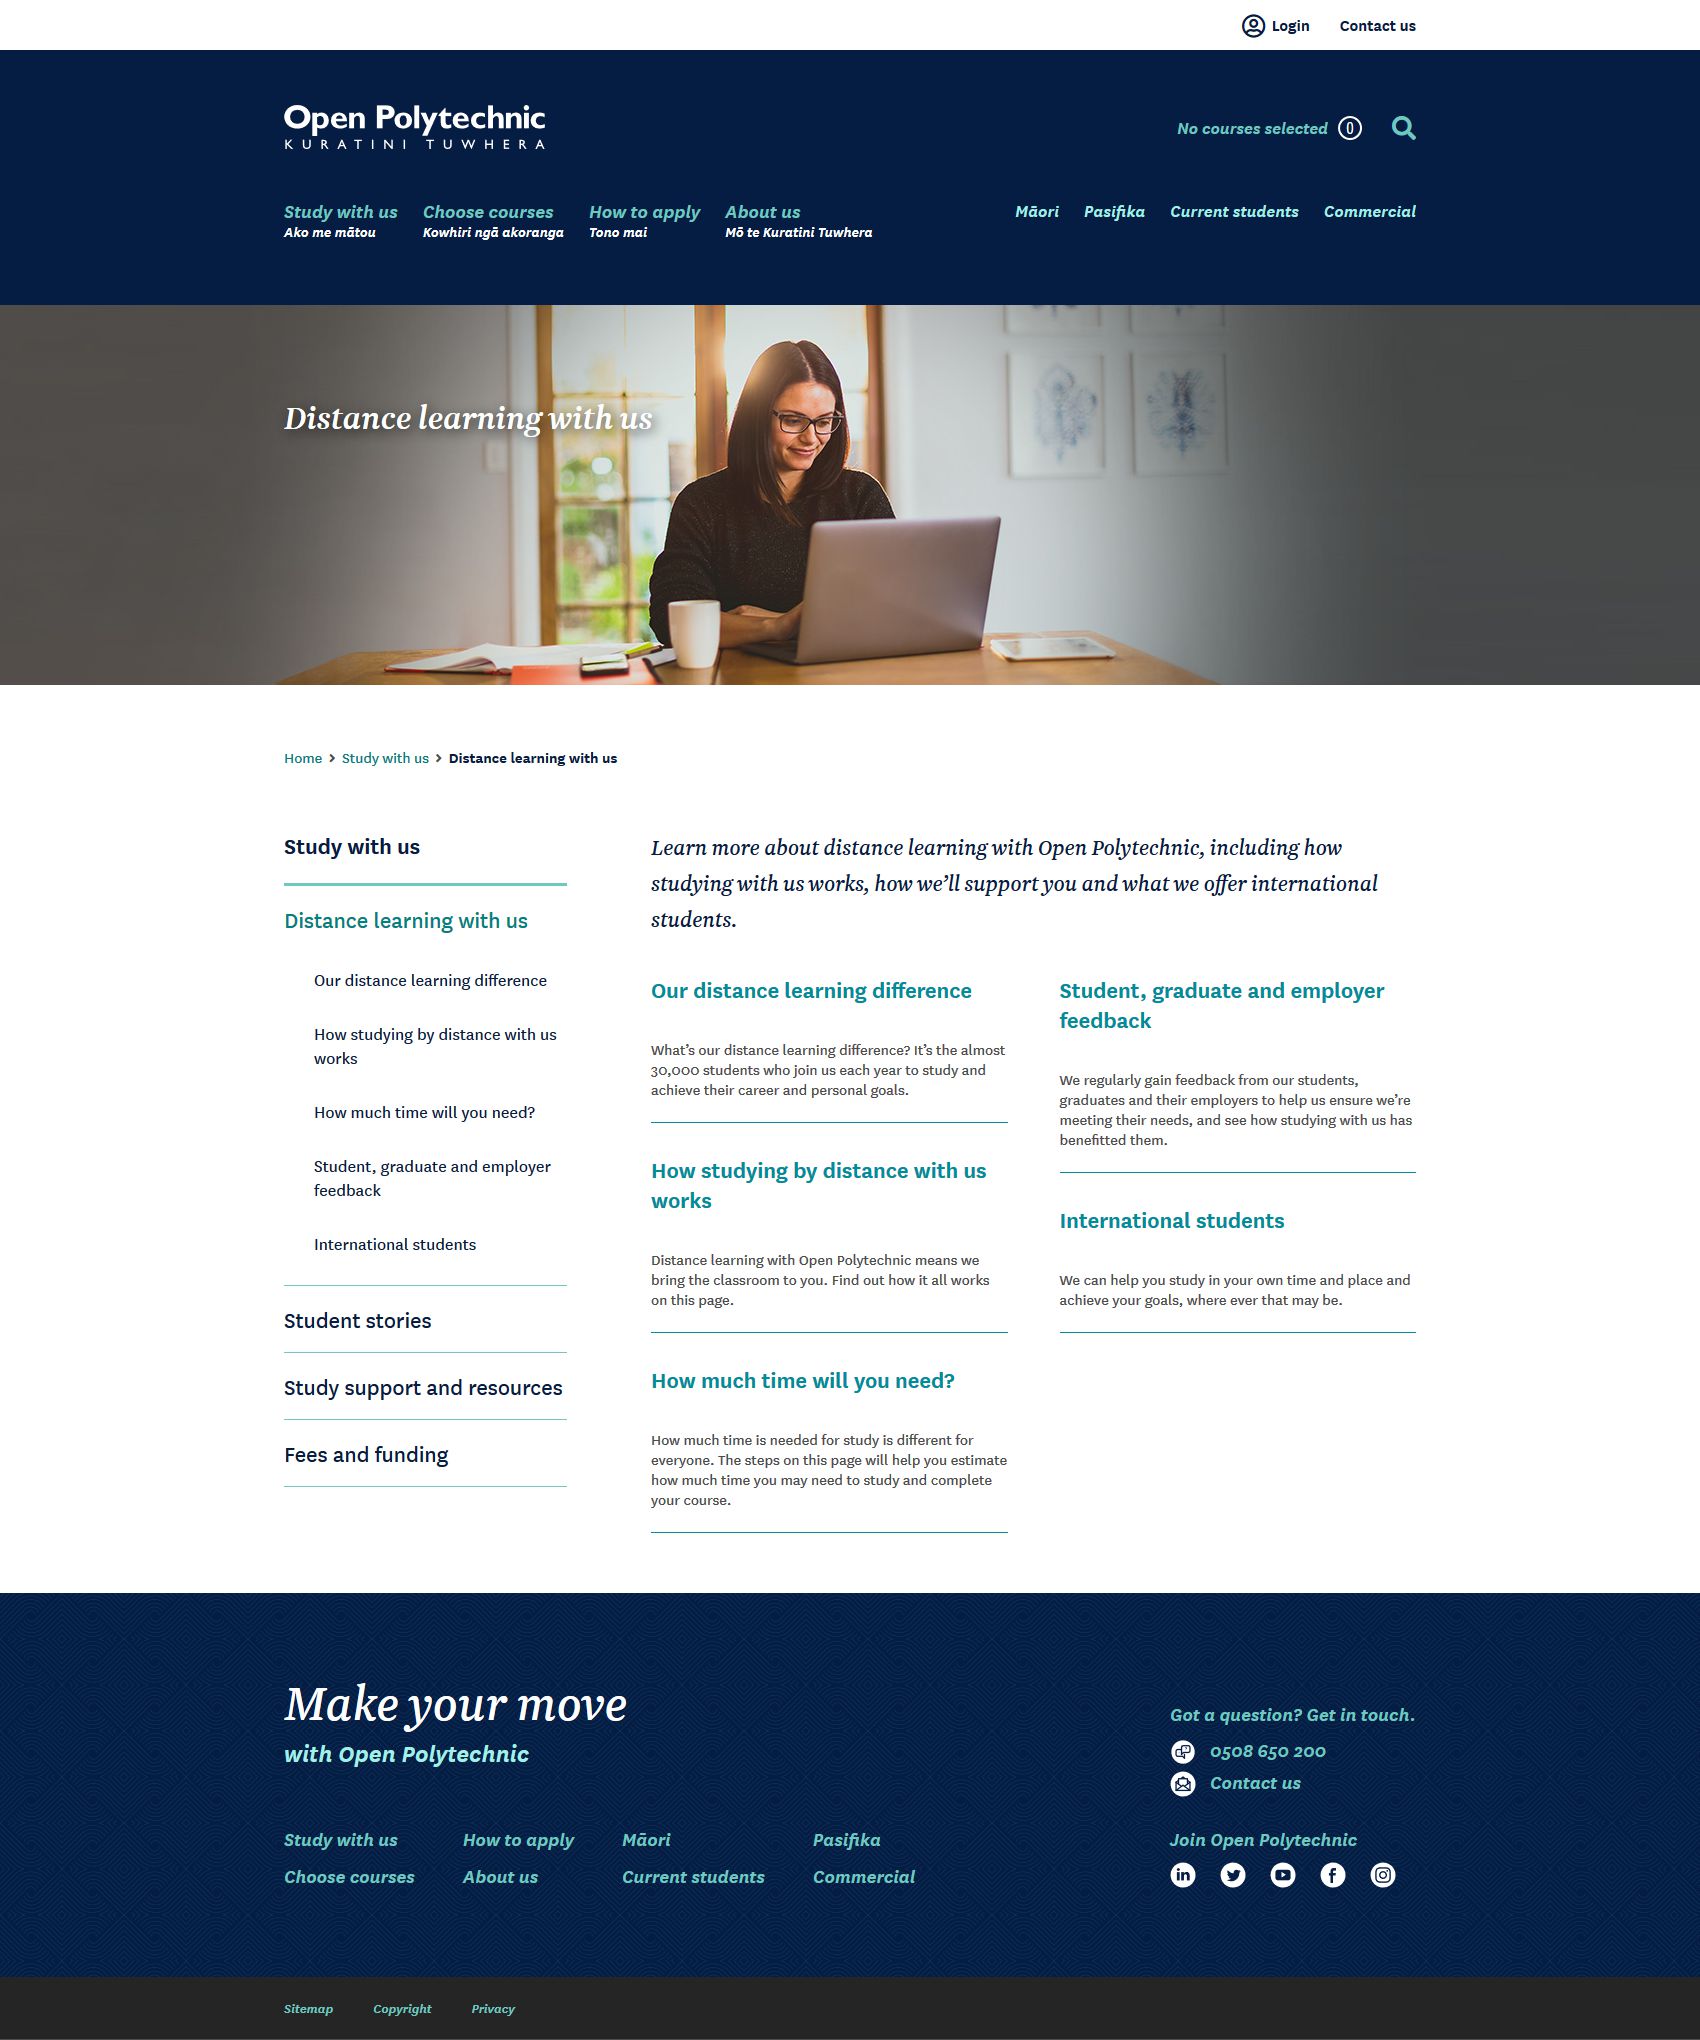 Login Contact us
Open Polytechnic
KURATINI TUWHERA
No courses selected 0
Study with us Choose courses How to apply About us
Ako me mātou Kowhiri ngā akoranga Tono mai Mō te Kuratini Tuwhera
Māori Pasifika Current students Commercial
Distance learning with us
Home > Study with us > Distance learning with us
Study with us
Distance learning with us
Our distance learning difference
How studying by distance with us
works
How much time will you need?
Student, graduate and employer
feedback
International students
Student stories
Study support and resources
Fees and funding
Learn more about distance learning with Open Polytechnic, including how
studying with us works, how we’ll support you and what we offer international
students.
Our distance learning difference
What’s our distance learning difference? It’s the almost
30,000 students who join us each year to study and
achieve their career and personal goals.
How studying by distance with us
works
Distance learning with Open Polytechnic means we
bring the classroom to you. Find out how it all works
on this page.
How much time will you need?
How much time is needed for study is different for
everyone. The steps on this page will help you estimate
how much time you may need to study and complete
your course.
Student, graduate and employer
feedback
We regularly gain feedback from our students,
graduates and their employers to help us ensure we’re
meeting their needs, and see how studying with us has
benefitted them.
International students
We can help you study in your own time and place and
achieve your goals, where ever that may be.
Make your move
with Open Polytechnic
Got a question? Get in touch.
0508 650 200
Contact us
Study with us How to apply Māori Pasifika
Choose courses About us Current students Commercial
Join Open Polytechnic
Sitemap Copyright Privacy